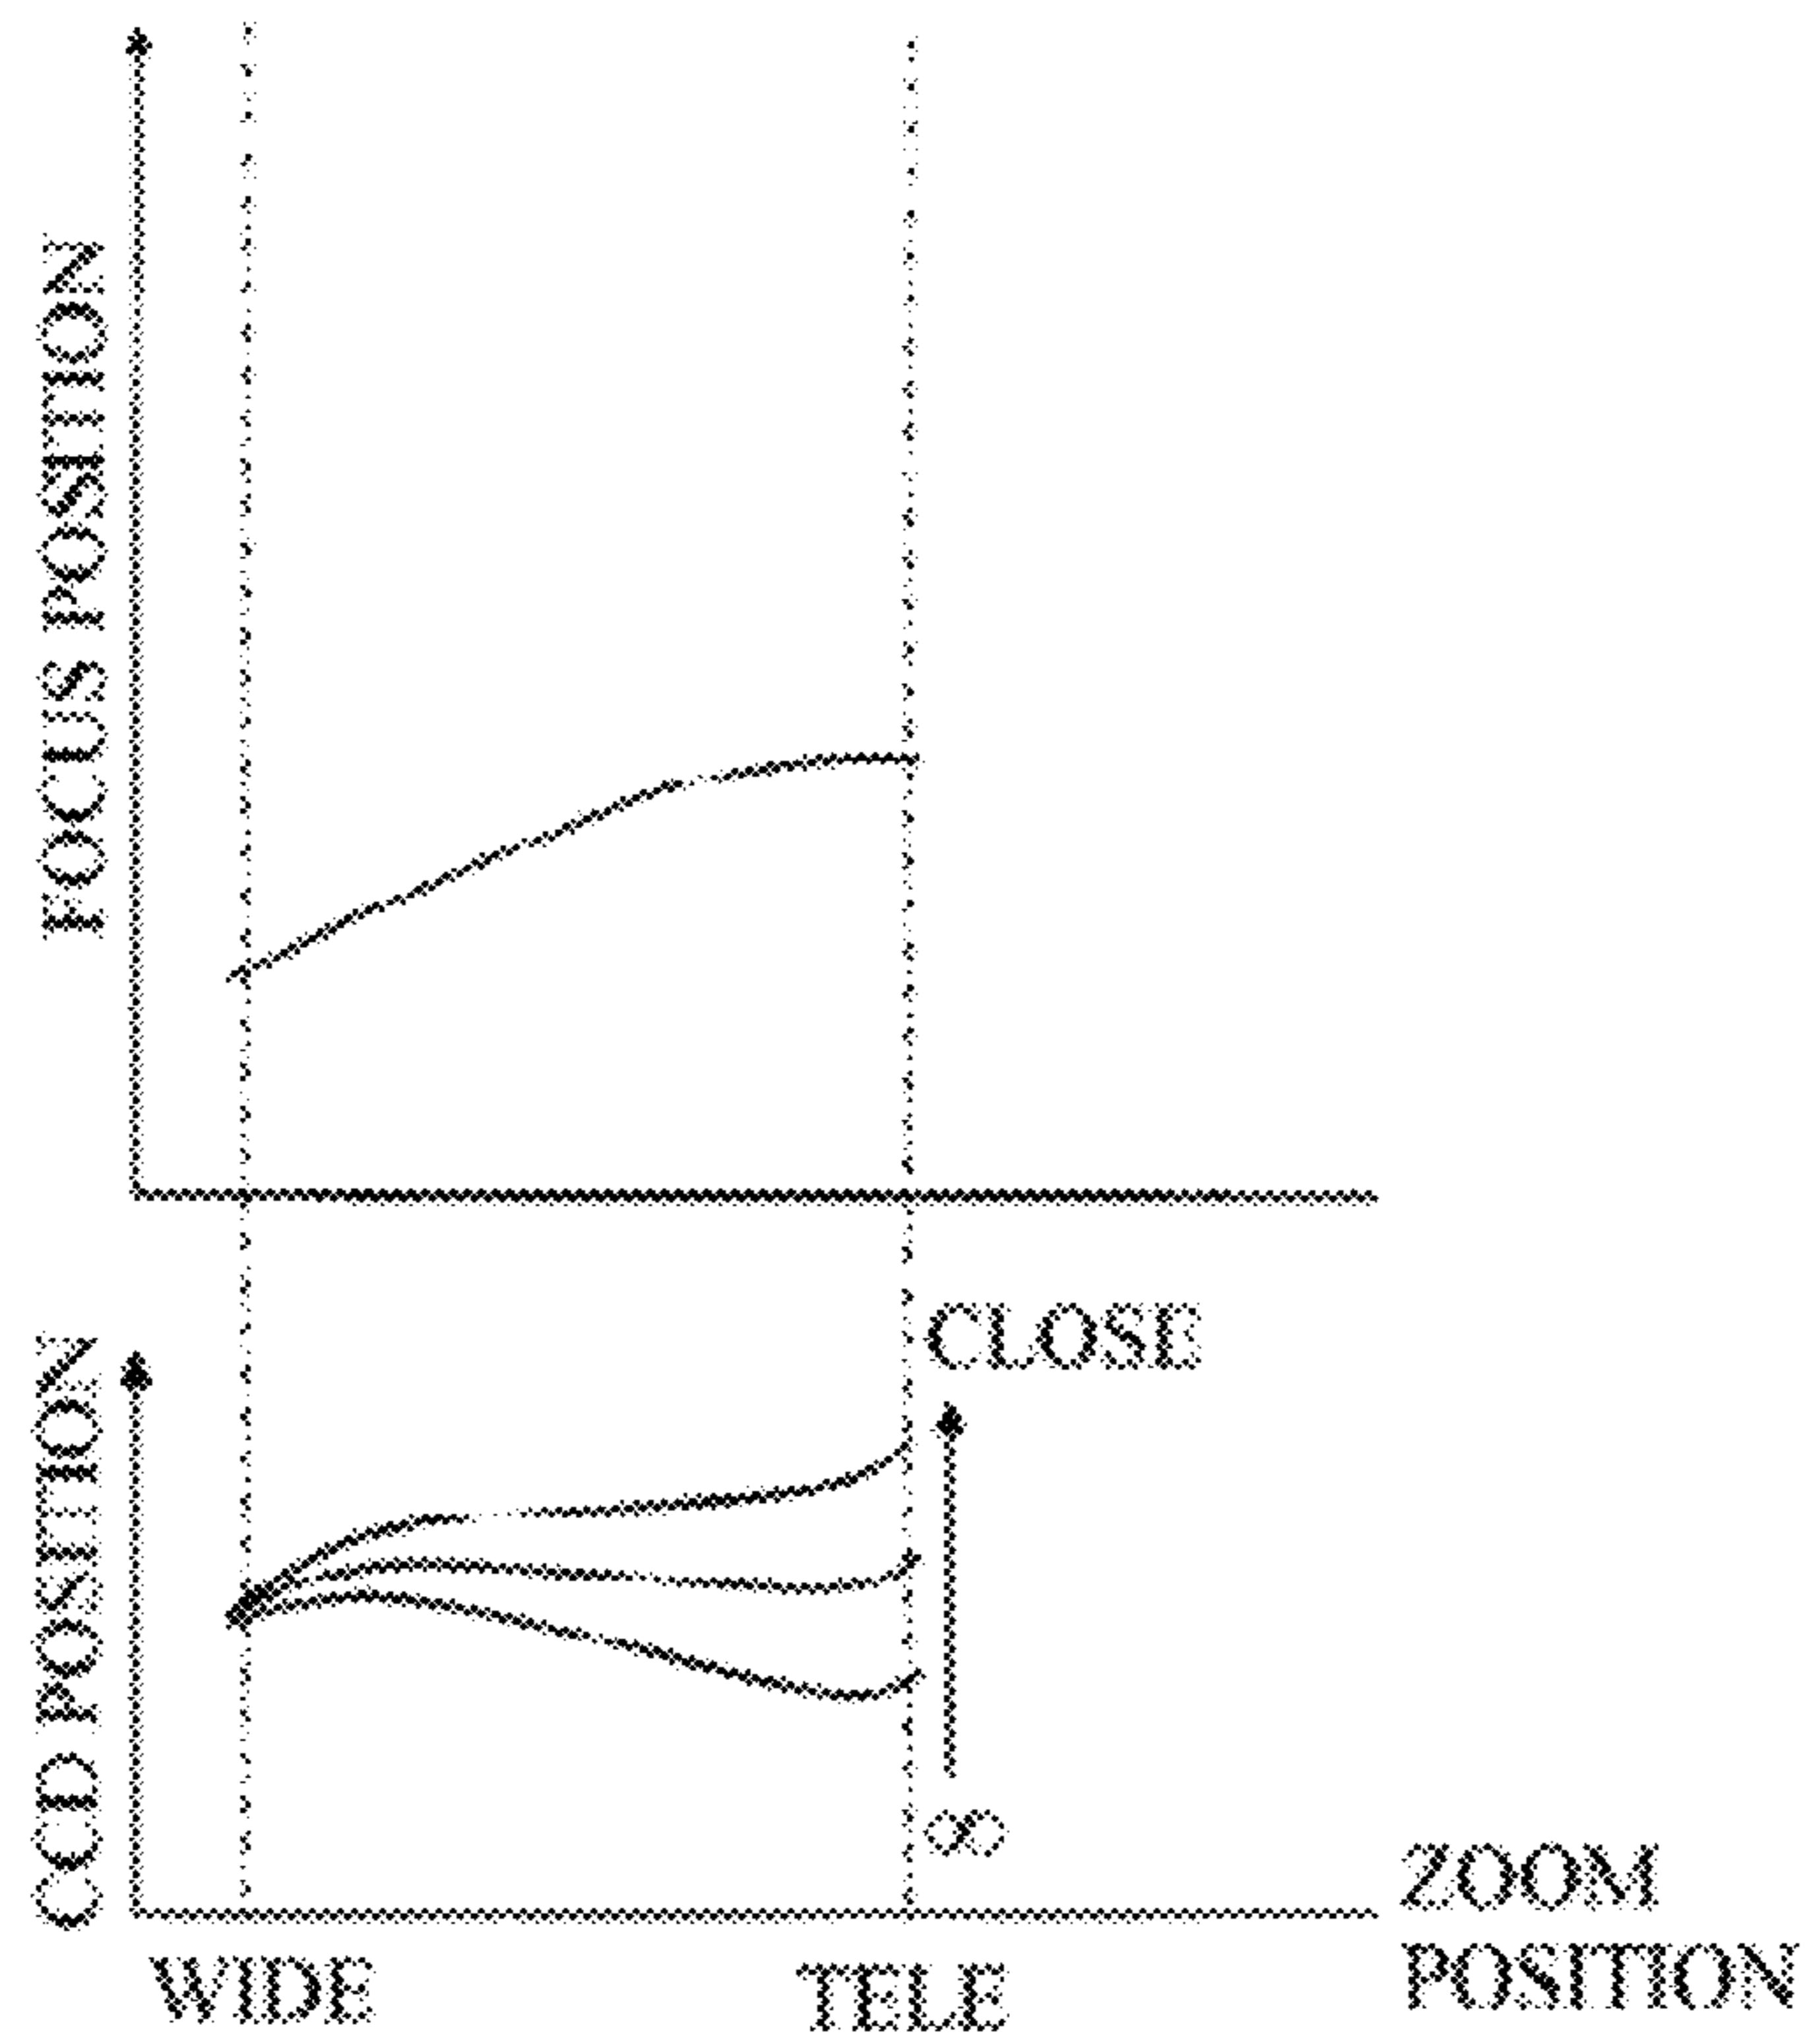 FOCUS POSITION
CLOSE
CCD POSITION
∞
ZOOM
POSITION
WIDE
TELE